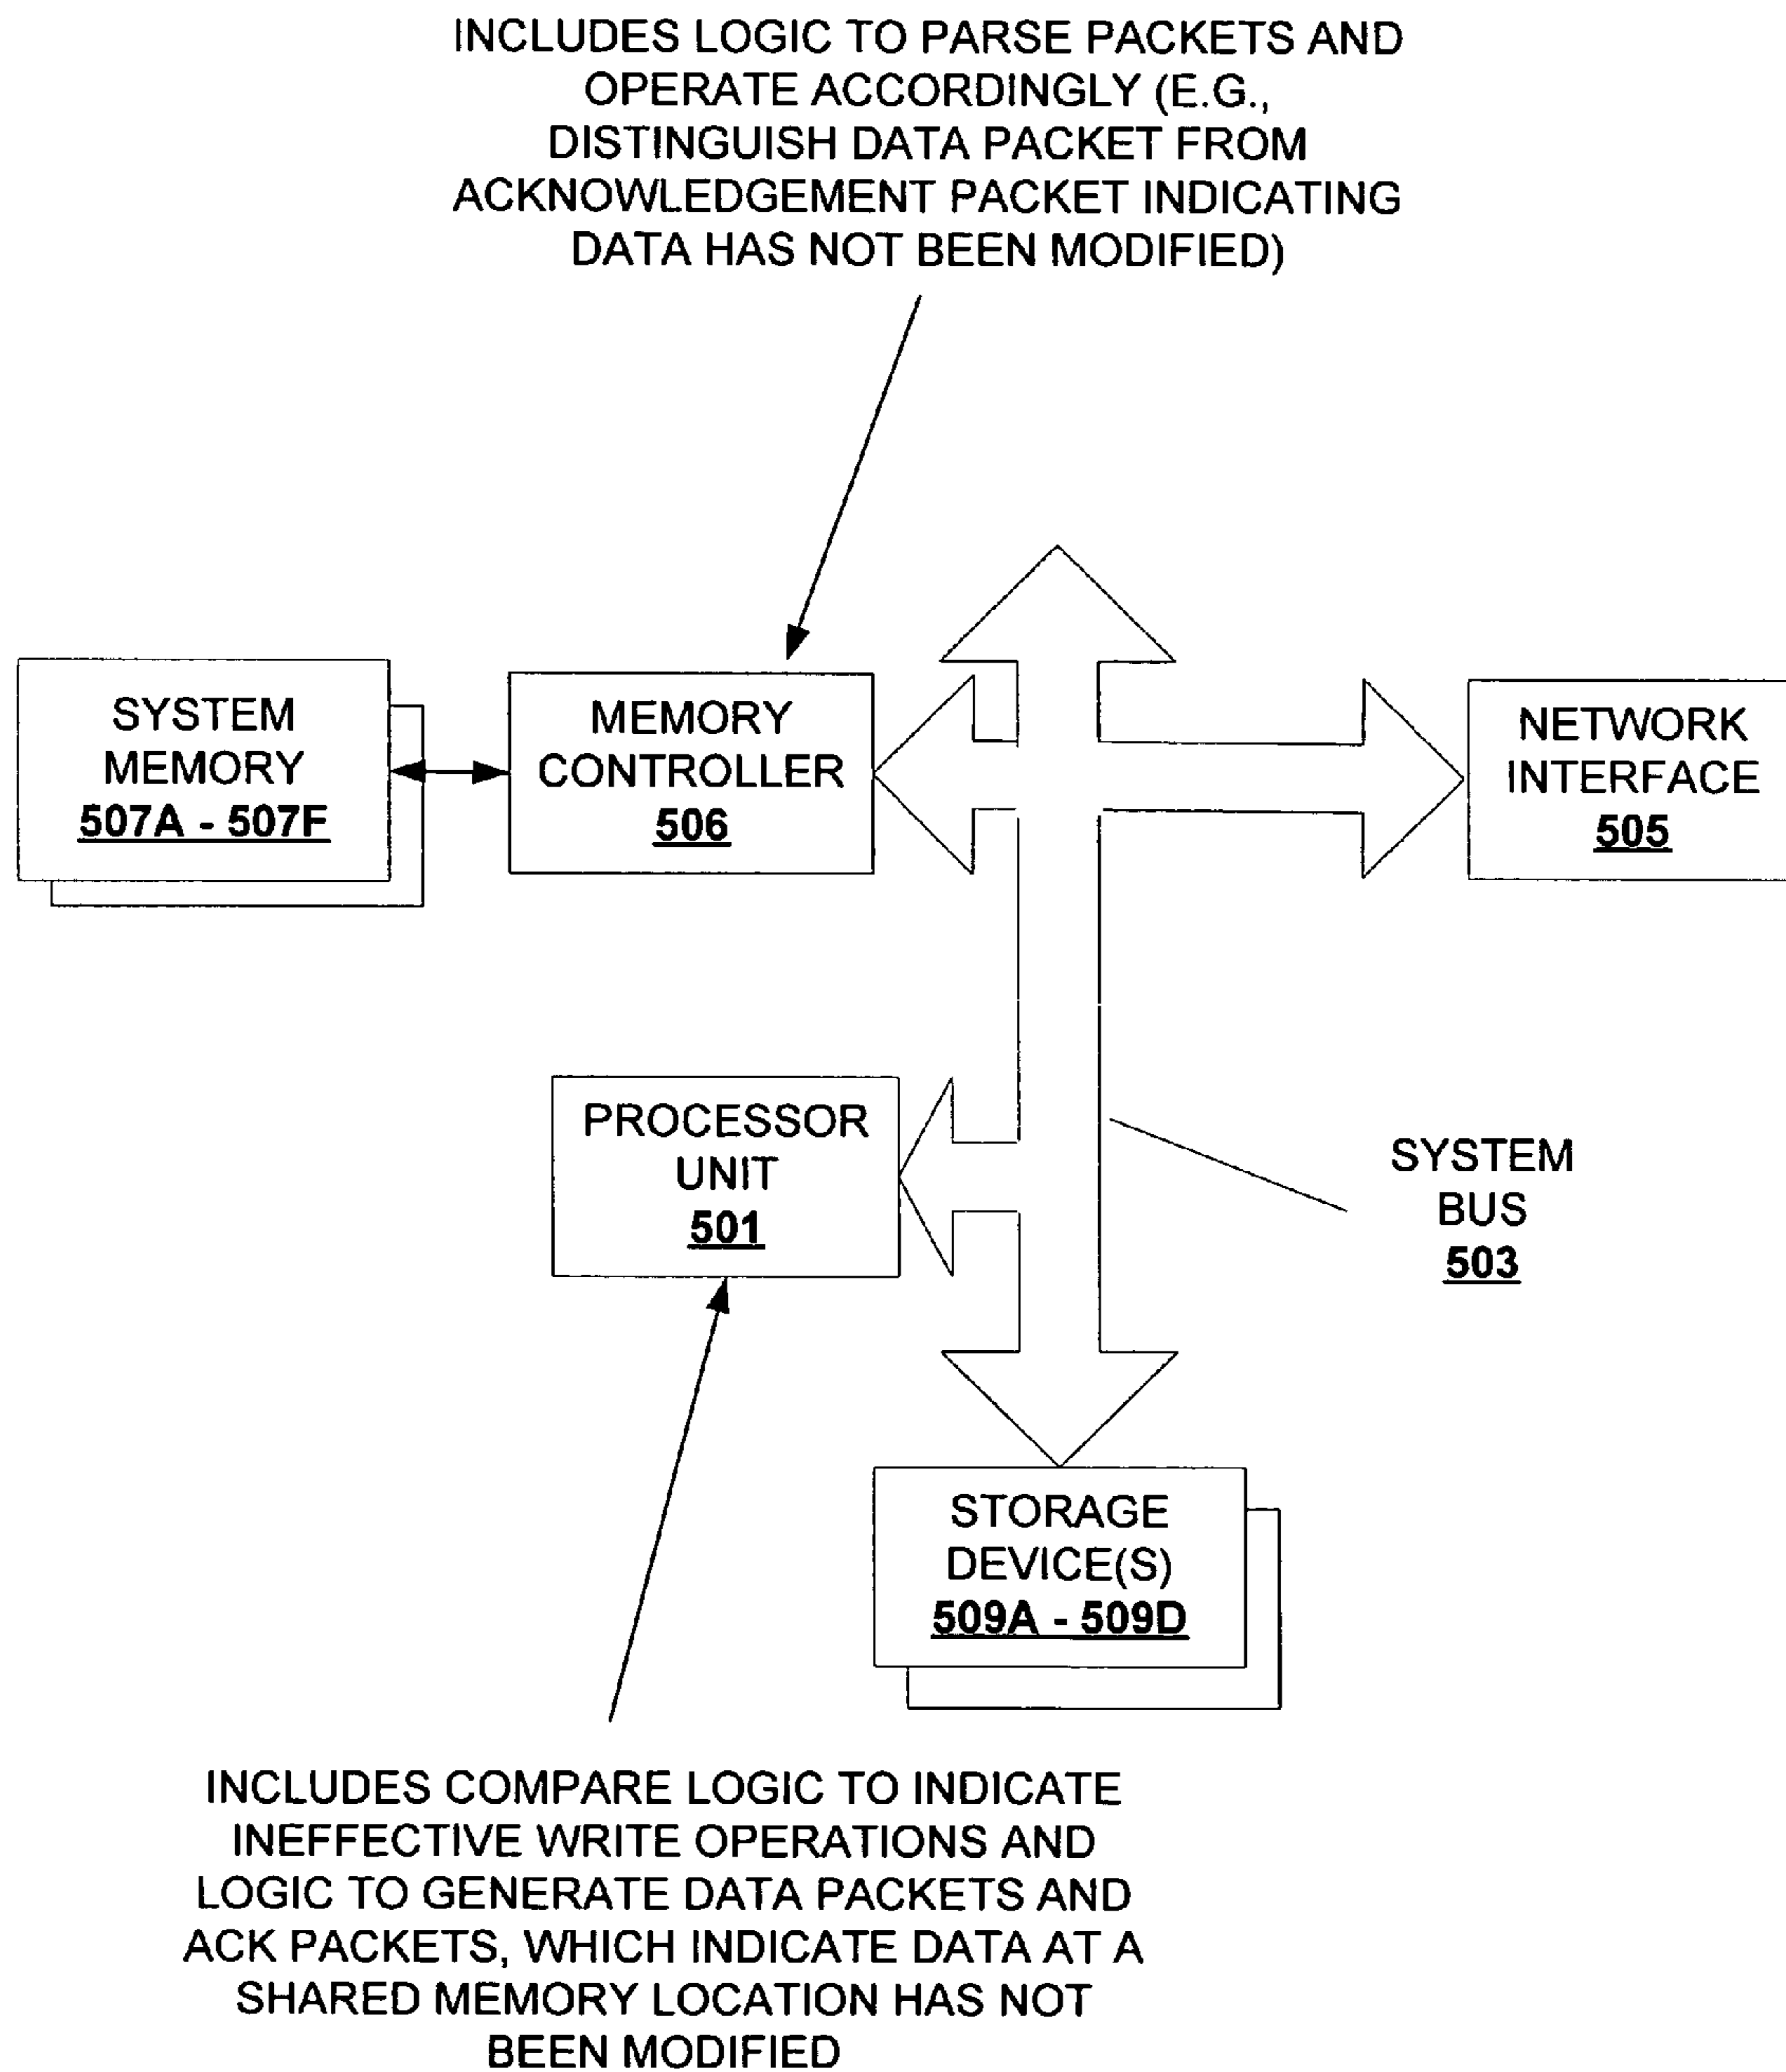 INCLUDES LOGIC TO PARSE PACKETS AND
OPERATE ACCORDINGLY (E.G.,
DISTINGUISH DATA PACKET FROM
ACKNOWLEDGEMENT PACKET INDICATING
DATA HAS NOT BEEN MODIFIED)
SYSTEM
MEMORY
507A - 507F
MEMORY
CONTROLLER
506
NETWORK
INTERFACE
505
PROCESSOR
UNIT
501
SYSTEM
BUS
503
STORAGE
DEVICE(S)
509A - 509D
INCLUDES COMPARE LOGIC TO INDICATE
INEFFECTIVE WRITE OPERATIONS AND
LOGIC TO GENERATE DATA PACKETS AND
ACK PACKETS, WHICH INDICATE DATA AT A
SHARED MEMORY LOCATION HAS NOT
BEEN MODIFIED